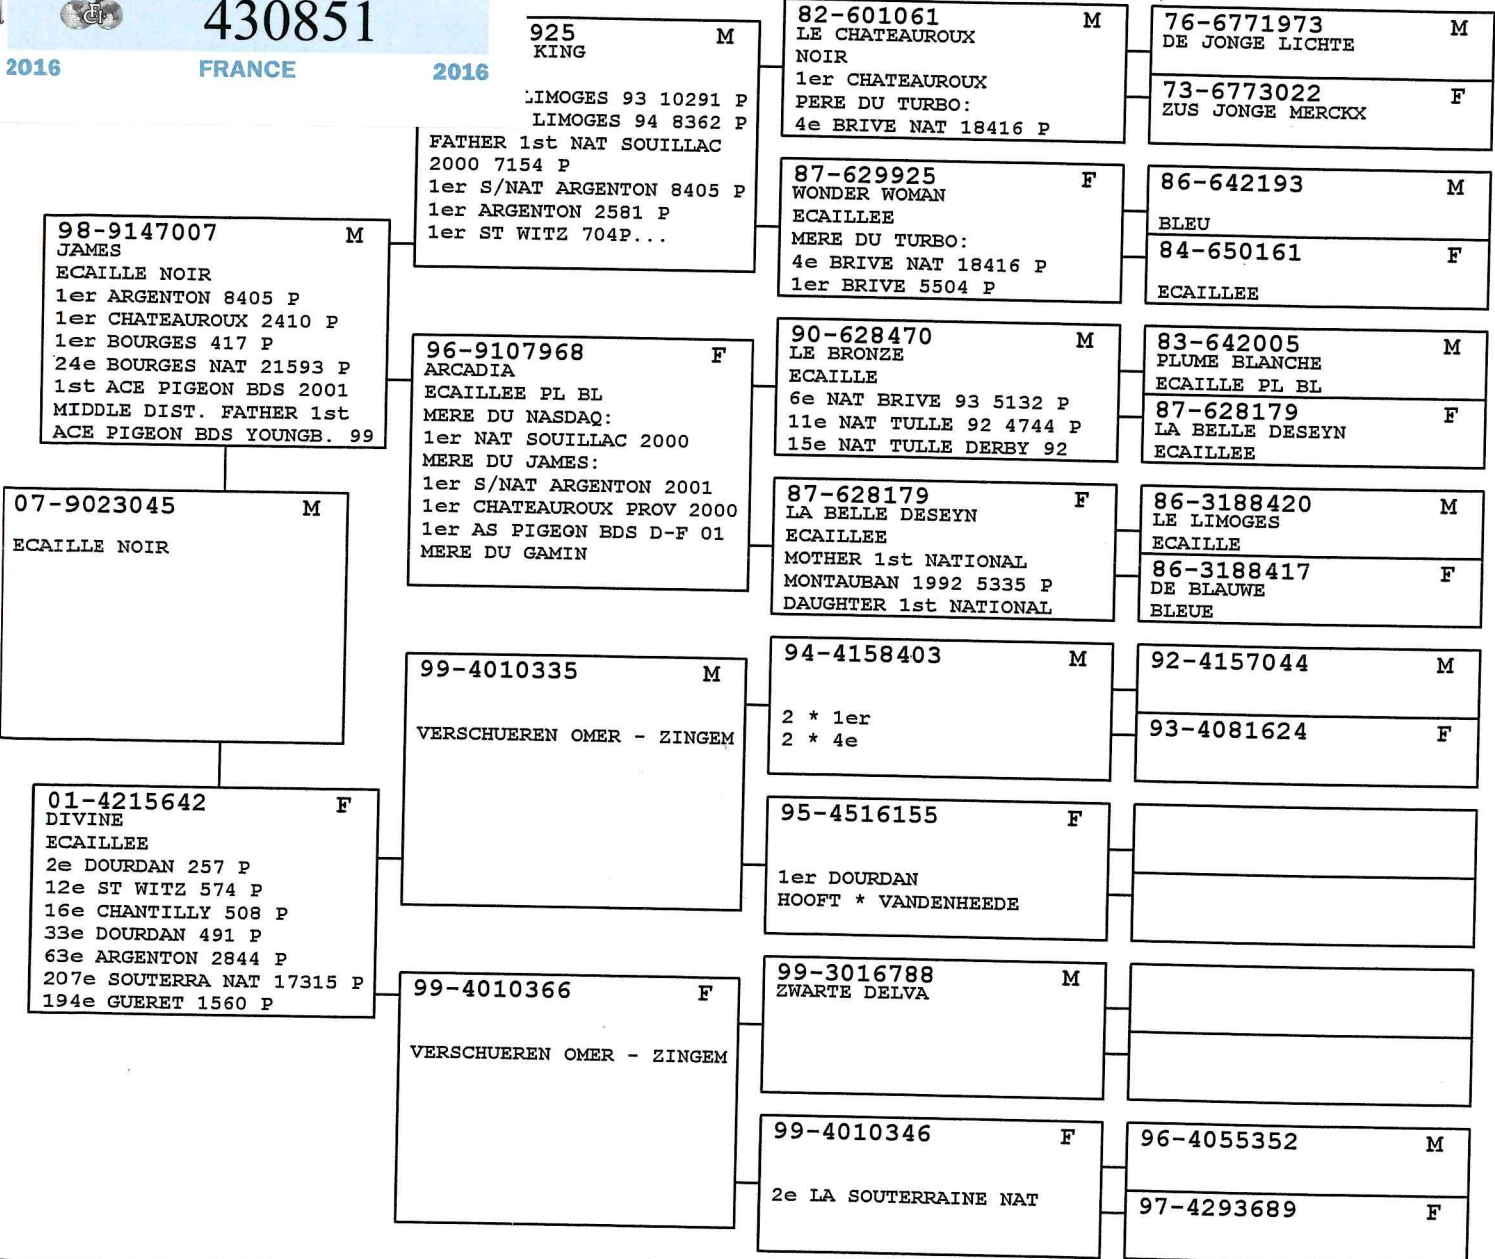 430851
2016 FRANCE 2016
07-9023045 M
ECAILLE NOIR
98-9147007 M
JAMES
ECAILLE NOIR
1er ARGENTON 8405 P
1er CHATEAUROUX 2410 P
1er BOURGES 417 P
24e BOURGES NAT 21593 P
1st ACE PIGEON BDS 2001
MIDDLE DIST. FATHER 1st
ACE PIGEON BDS YOUNGB. 99
01-4215642 F
DIVINE
ECAILLEE
2e DOURDAN 257 P
12e ST WITZ 574 P
16e CHANTILLY 508 P
33e DOURDAN 491 P
63e ARGENTON 2844 P
207e SOUTERRA NAT 17315 P
194e GUERET 1560 P
925 M
KING
LIMOGES 93 10291 P
LIMOGES 94 8362 P
FATHER 1st NAT SOUILLAC
2000 7154 P
1er S/NAT ARGENTON 8405 P
1er ARGENTON 2581 P
1er ST WITZ 704P...
96-9107968 F
ARCADIA
ECAILLEE PL BL
MERE DU NASDAQ:
1er NAT SOUILLAC 2000
MERE DU JAMES:
1er S/NAT ARGENTON 2001
1er CHATEAUROUX PROV 2000
1er AS PIGEON BDS D-F 01
MERE DU GAMIN
99-4010335 M
VERSCHUEREN OMER - ZINGEM
99-4010366 F
VERSCHUEREN OMER - ZINGEM
82-601061 M
LE CHATEAUROUX
NOIR
1er CHATEAUROUX
PERE DU TURBO:
4e BRIVE NAT 18416 P
87-629925 F
WONDER WOMAN
ECAILLEE
MERE DU TURBO:
4e BRIVE NAT 18416 P
1er BRIVE 5504 P
90-628470 M
LE BRONZE
ECAILLE
6e NAT BRIVE 93 5132 P
11e NAT TULLE 92 4744 P
15e NAT TULLE DERBY 92
87-628179 F
LA BELLE DESEYN
ECAILLEE
MOTHER 1st NATIONAL
MONTAUBAN 1992 5335 P
DAUGHTER 1st NATIONAL
94-4158403 M
2 * 1er
2 * 4e
95-4516155 F
1er DOURDAN
HOOFT * VANDENHEEDE
99-3016788 M
ZWARTE DELVA
99-4010346 F
2e LA SOUTERRAINE NAT
76-6771973 M
DE JONGE LICHTE
73-6773022 F
ZUS JONGE MERCKX
86-642193 M
BLEU
84-650161 F
ECAILLEE
83-642005 M
PLUME BLANCHE
ECAILLE PL BL
87-628179 F
LA BELLE DESEYN
ECAILLEE
86-3188420 M
LE LIMOGES
ECAILLE
86-3188417 F
DE BLAUWE
BLEUE
92-4157044 M
93-4081624 F
96-4055352 M
97-4293689 F